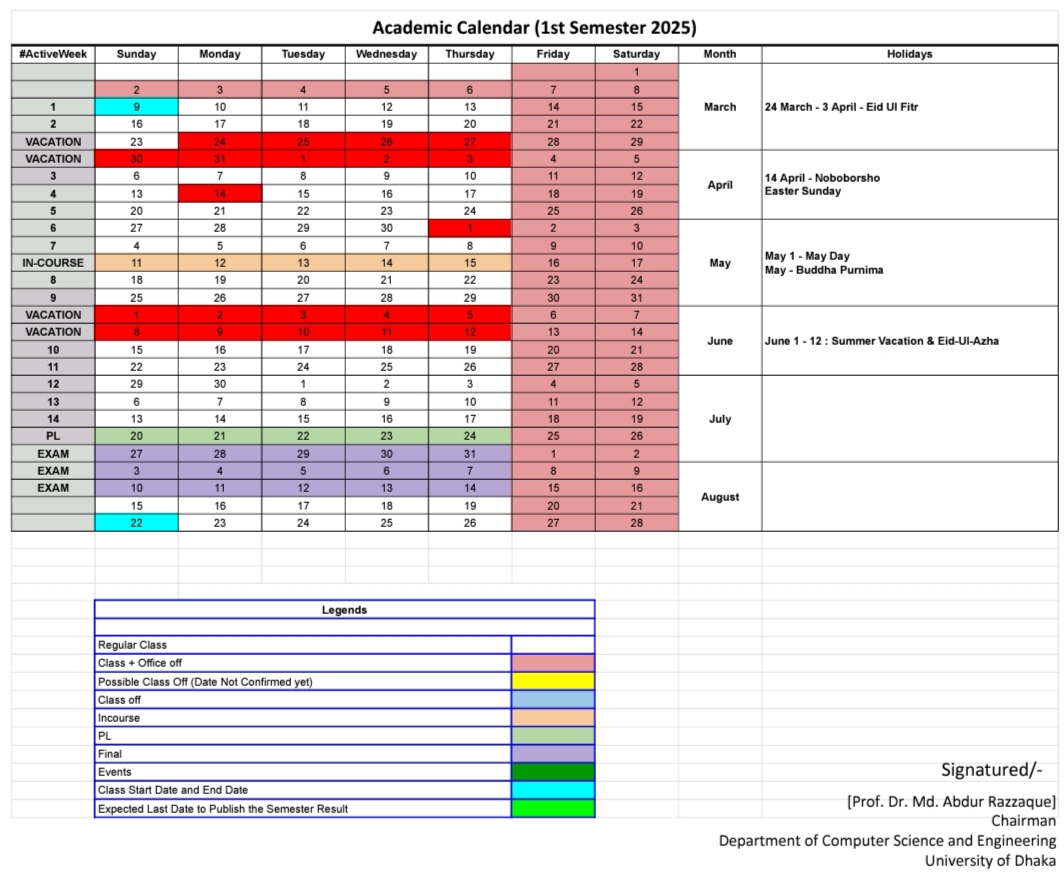 Academic Calendar (1st Semester 2025)
#ActiveWeek Sunday Monday Tuesday Wednesday Thursday Friday Saturday Month Holidays
1
2 3 4 5 6 7 8
1 9 10 11 12 13 14 15 March 24 March - 3 April - Eid Ul Fitr
2 16 17 18 19 20 21 22
VACATION 23 24 25 26 27 28 29
VACATION 30 31 1 2 3 4 5
3 6 7 8 9 10 11 12 April 14 April - Noboborsho
4 13 14 15 16 17 18 19 Easter Sunday
5 20 21 22 23 24 25 26
6 27 28 29 30 1 2 3
7 4 5 6 7 8 9 10
IN-COURSE 11 12 13 14 15 16 17 May May 1 - May Day
May - Buddha Purnima
8 18 19 20 21 22 23 24
9 25 26 27 28 29 30 31
VACATION 1 2 3 4 5 6 7
VACATION 8 9 10 11 12 13 14
10 15 16 17 18 19 20 21 June June 1 - 12 : Summer Vacation & Eid-Ul-Azha
11 22 23 24 25 26 27 28
12 29 30 1 2 3 4 5
13 6 7 8 9 10 11 12
14 13 14 15 16 17 18 19 July
PL 20 21 22 23 24 25 26
EXAM 27 28 29 30 31 1 2
EXAM 3 4 5 6 7 8 9
EXAM 10 11 12 13 14 15 16 August
15 16 17 18 19 20 21
22 23 24 25 26 27 28
Legends
Regular Class
Class + Office off
Possible Class Off (Date Not Confirmed yet)
Class off
Incourse
PL
Final
Events
Class Start Date and End Date
Expected Last Date to Publish the Semester Result
Signatured/-
[Prof. Dr. Md. Abdur Razzaque]
Chairman
Department of Computer Science and Engineering
University of Dhaka